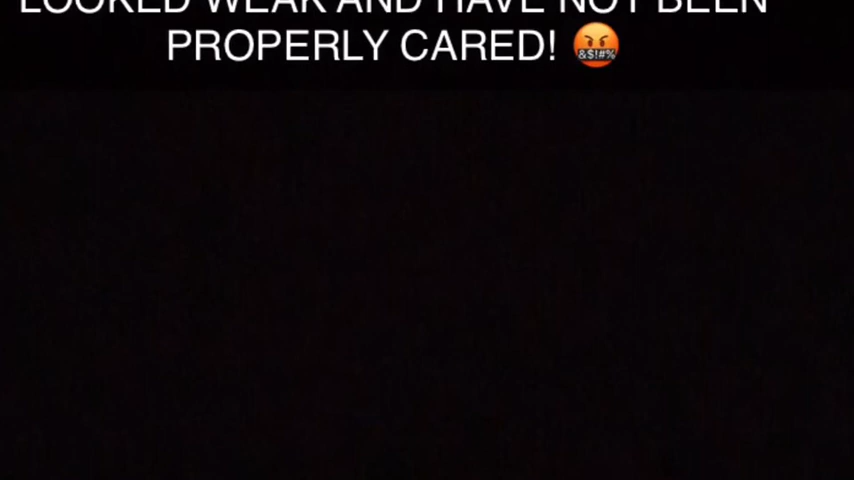 LOOKED WEAK AND HAVE NOT BEEN
PROPERLY CARED! 🤬